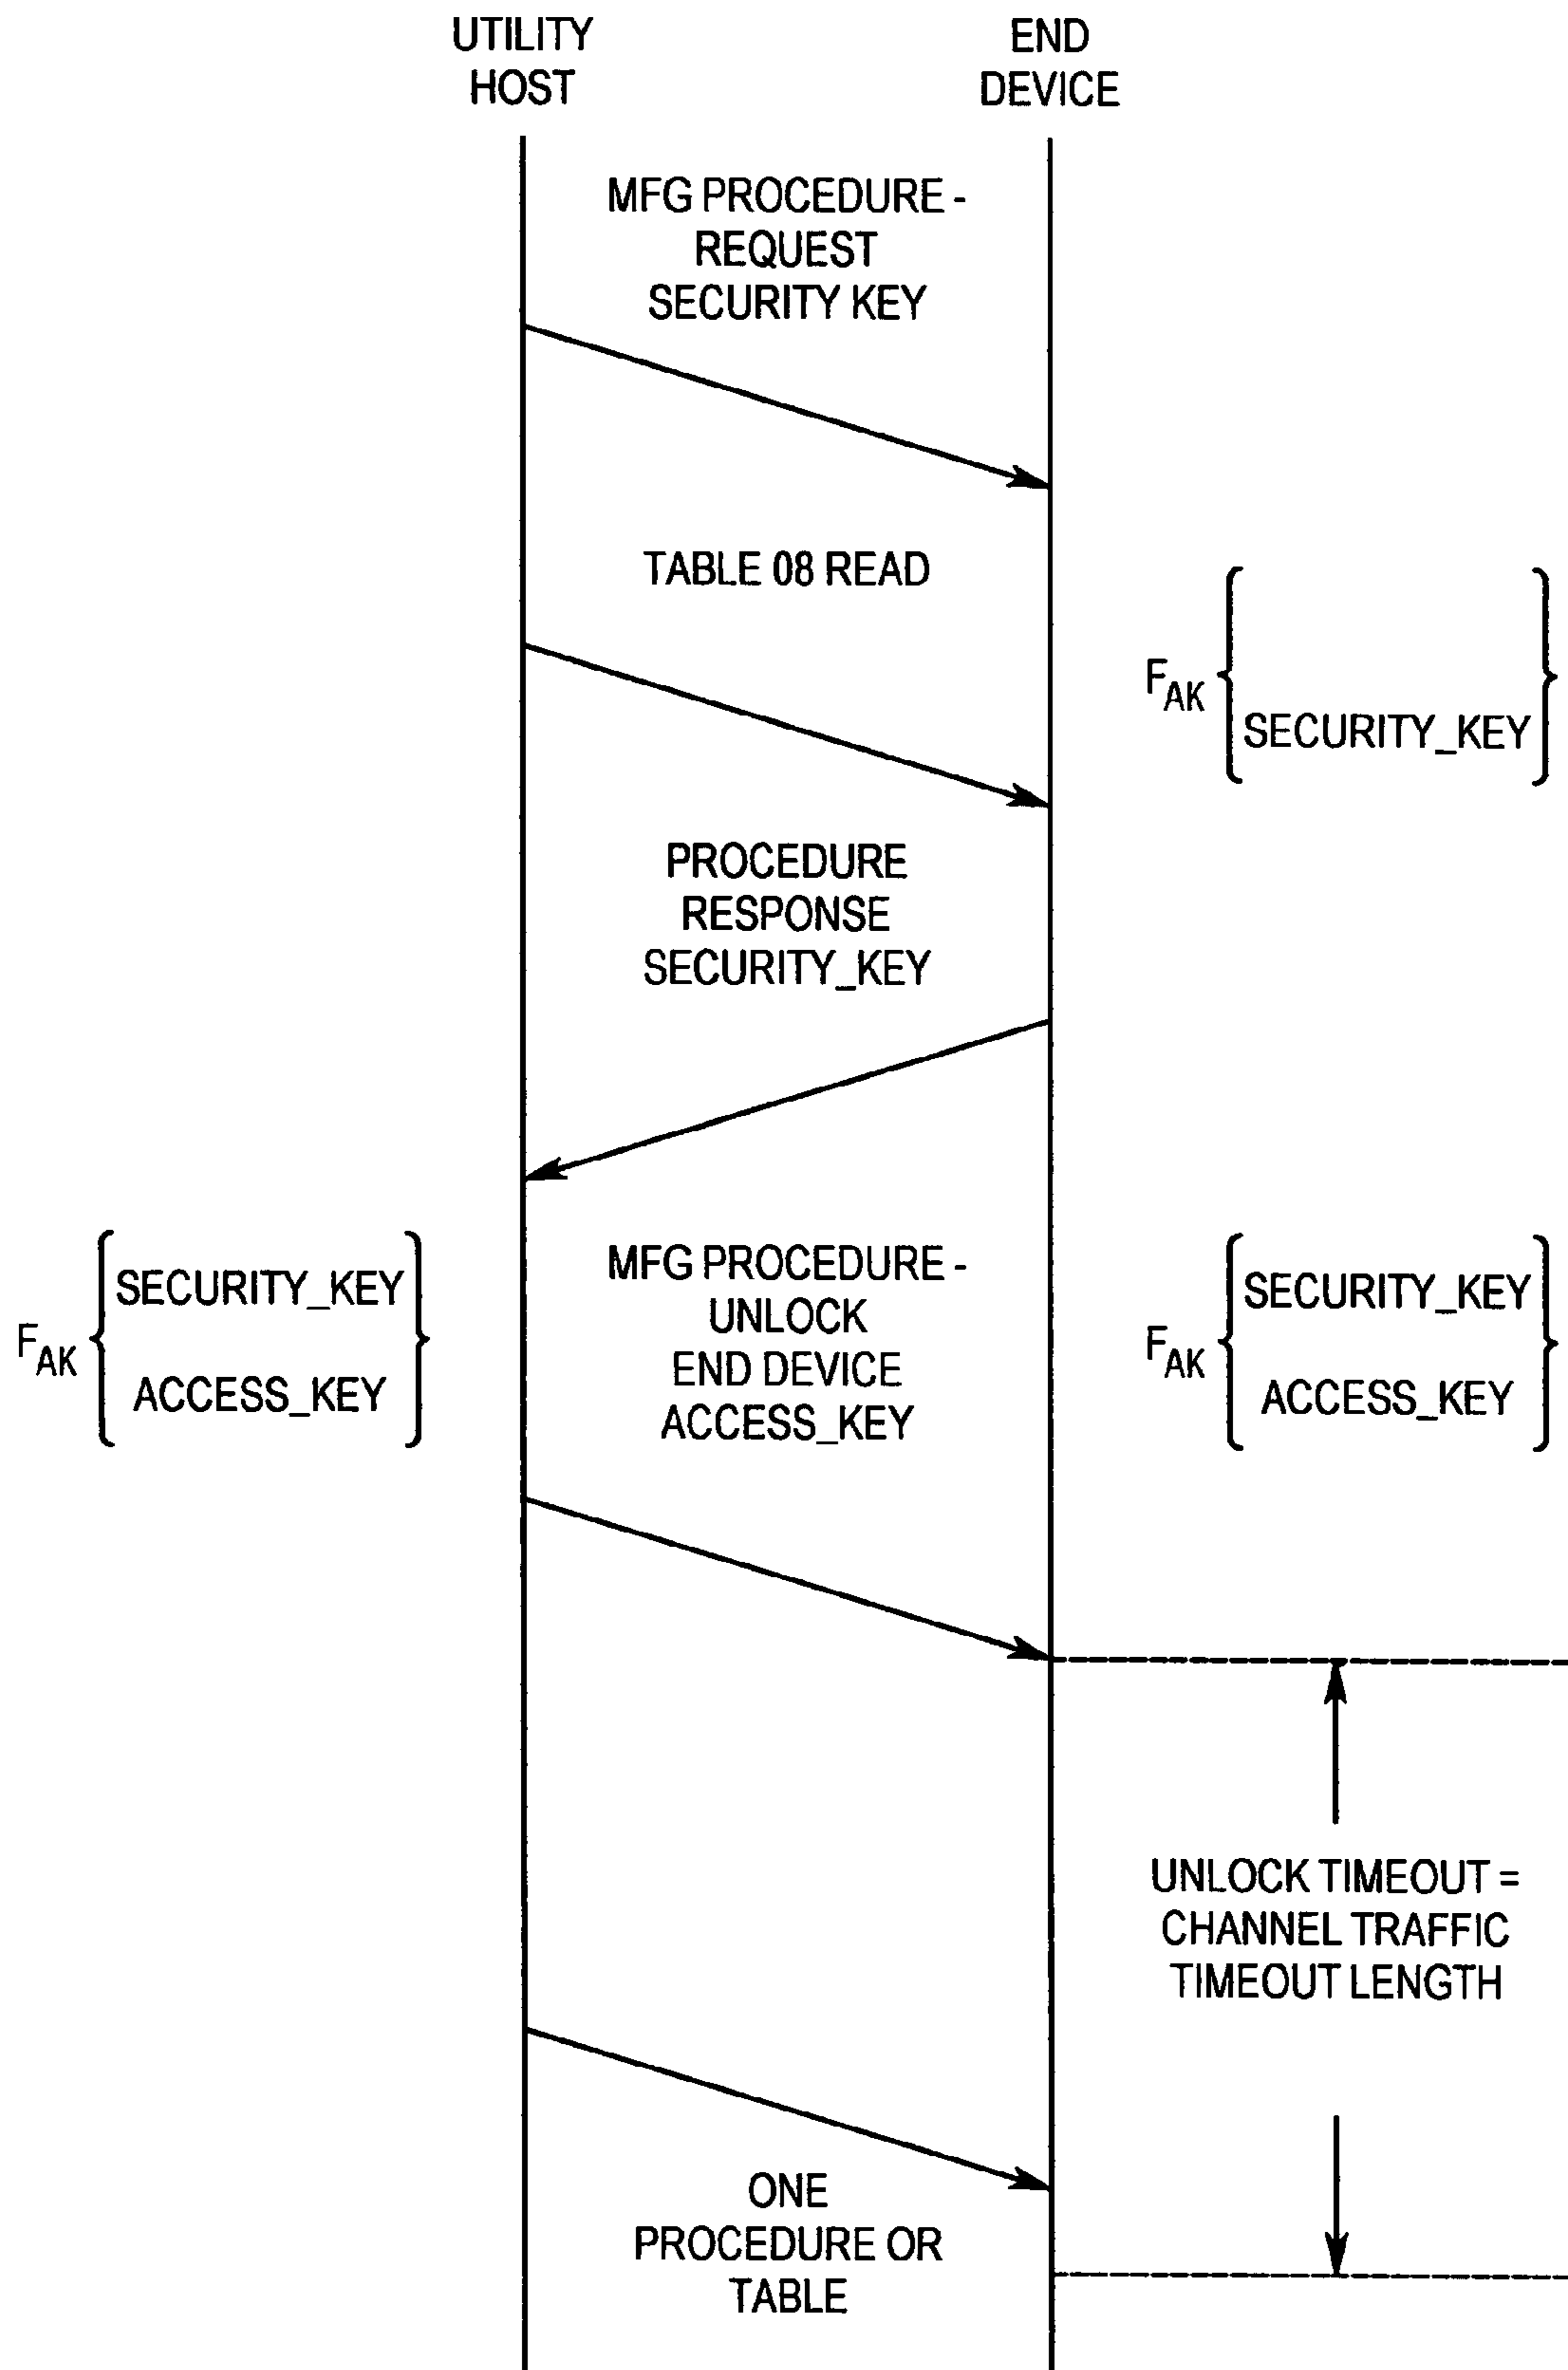 UTILITY
HOST
END
DEVICE
MFG PROCEDURE -
REQUEST
SECURITY KEY
TABLE 08 READ
FAK
SECURITY_KEY
PROCEDURE
RESPONSE
SECURITY_KEY
FAK
SECURITY_KEY
ACCESS_KEY
MFG PROCEDURE -
UNLOCK
END DEVICE
ACCESS_KEY
FAK
SECURITY_KEY
ACCESS_KEY
UNLOCK TIMEOUT =
CHANNEL TRAFFIC
TIMEOUT LENGTH
ONE
PROCEDURE OR
TABLE